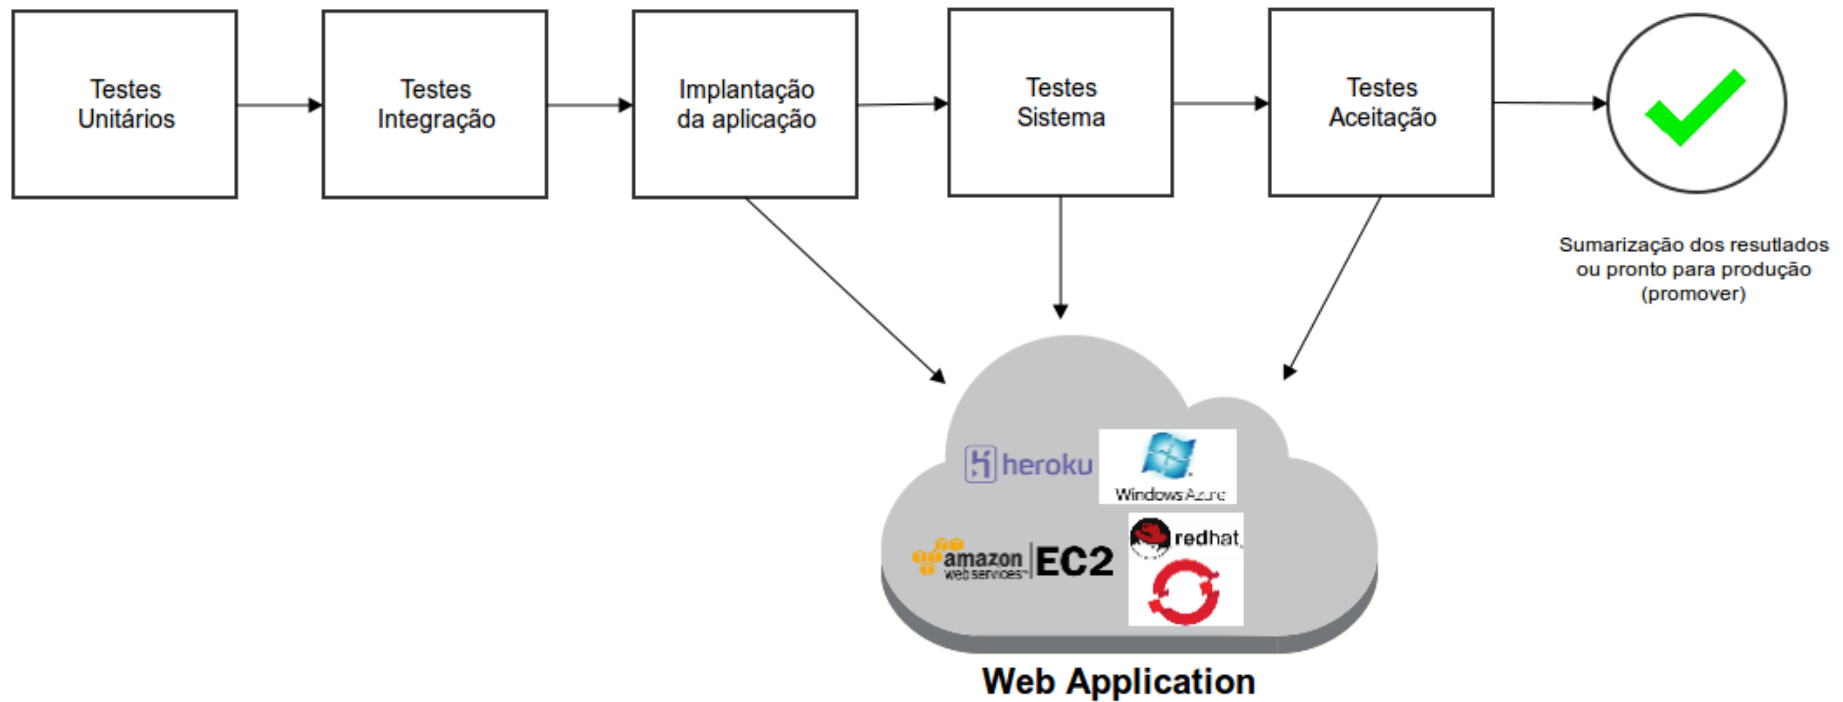 Testes
Unitários
Testes
Integração
Implantação
da aplicação
Testes
Sistema
Testes
Aceitação
Sumarização dos resutlados
ou pronto para produção
(promover)
heroku
Windows Azure
amazon
web services
EC2
redhat
Web Application